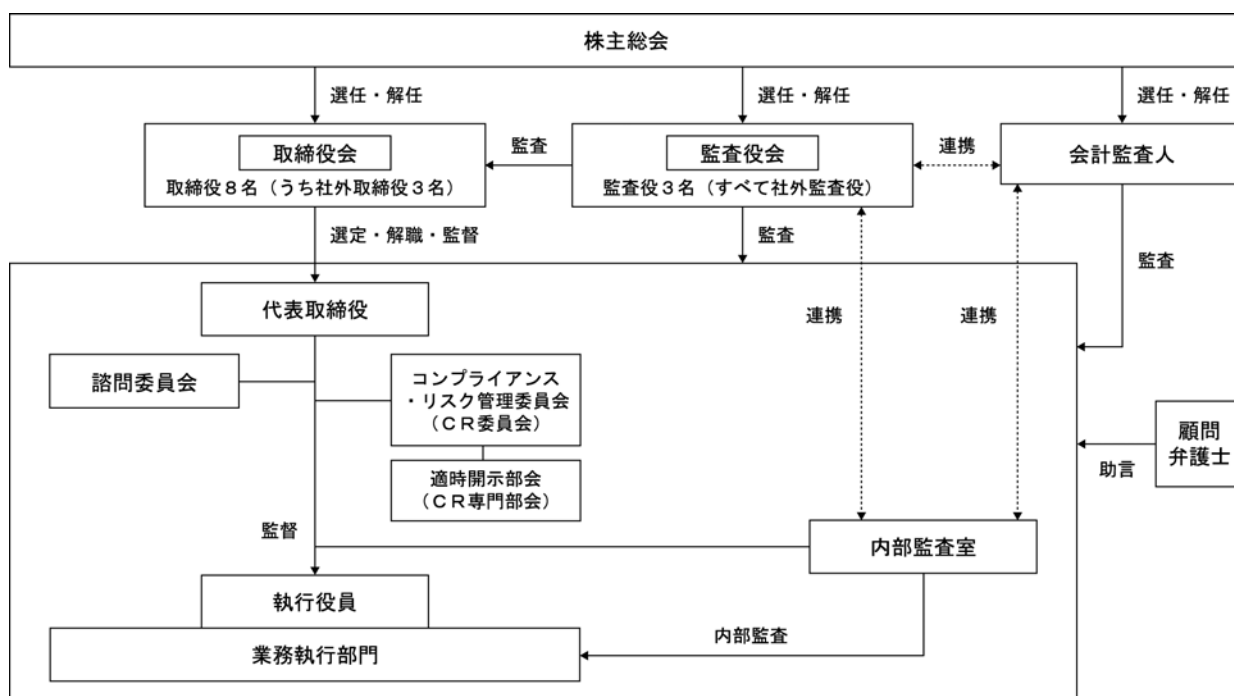 株主総会
選任・解任
選任・解任
選任・解任
取締役会
取締役８名（うち社外取締役３名）
監査
監査役会
監査役３名（すべて社外監査役）
連携
会計監査人
選定・解職・監督
監査
監査
代表取締役
連携
連携
諮問委員会
コンプライアンス
・リスク管理委員会
（ＣＲ委員会）
適時開示部会
（ＣＲ専門部会）
顧問
弁護士
助言
監督
内部監査室
執行役員
内部監査
業務執行部門